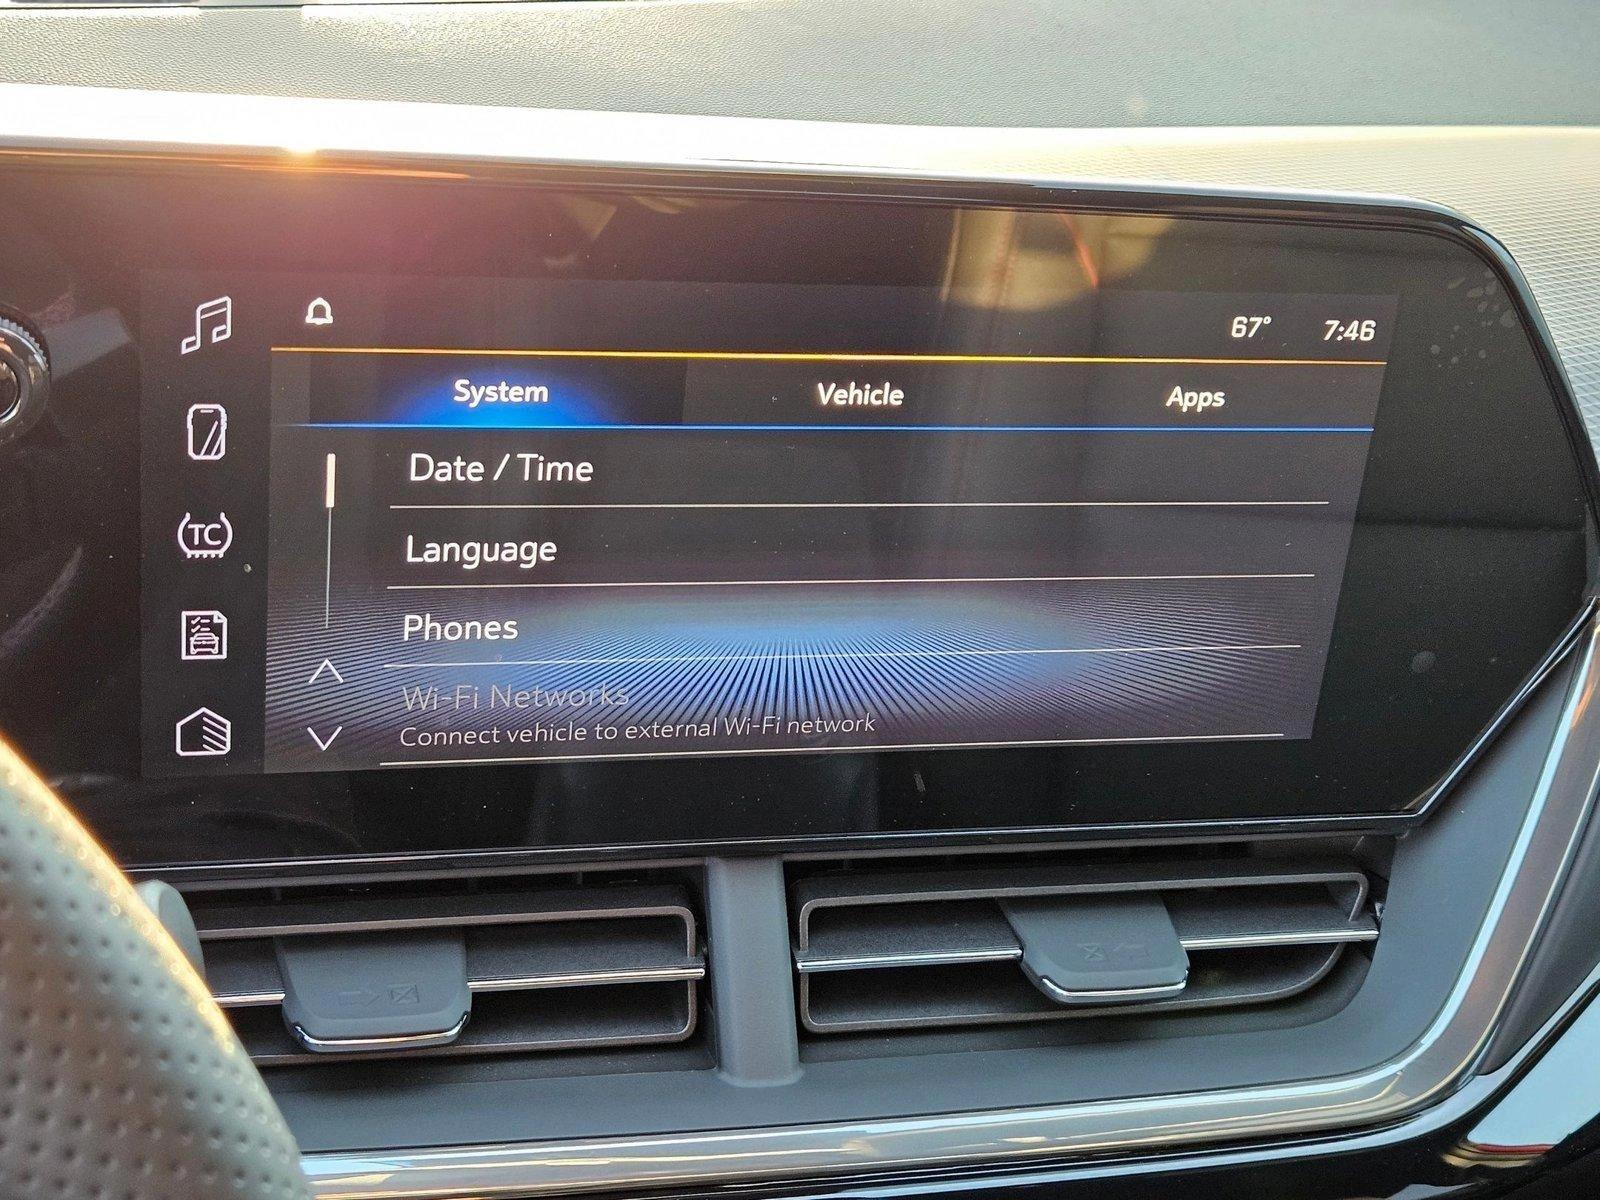 67° 7:46
System Vehicle Apps
Date / Time
Language
TC
Phones
Wi-Fi Networks
Connect vehicle to external Wi-Fi network